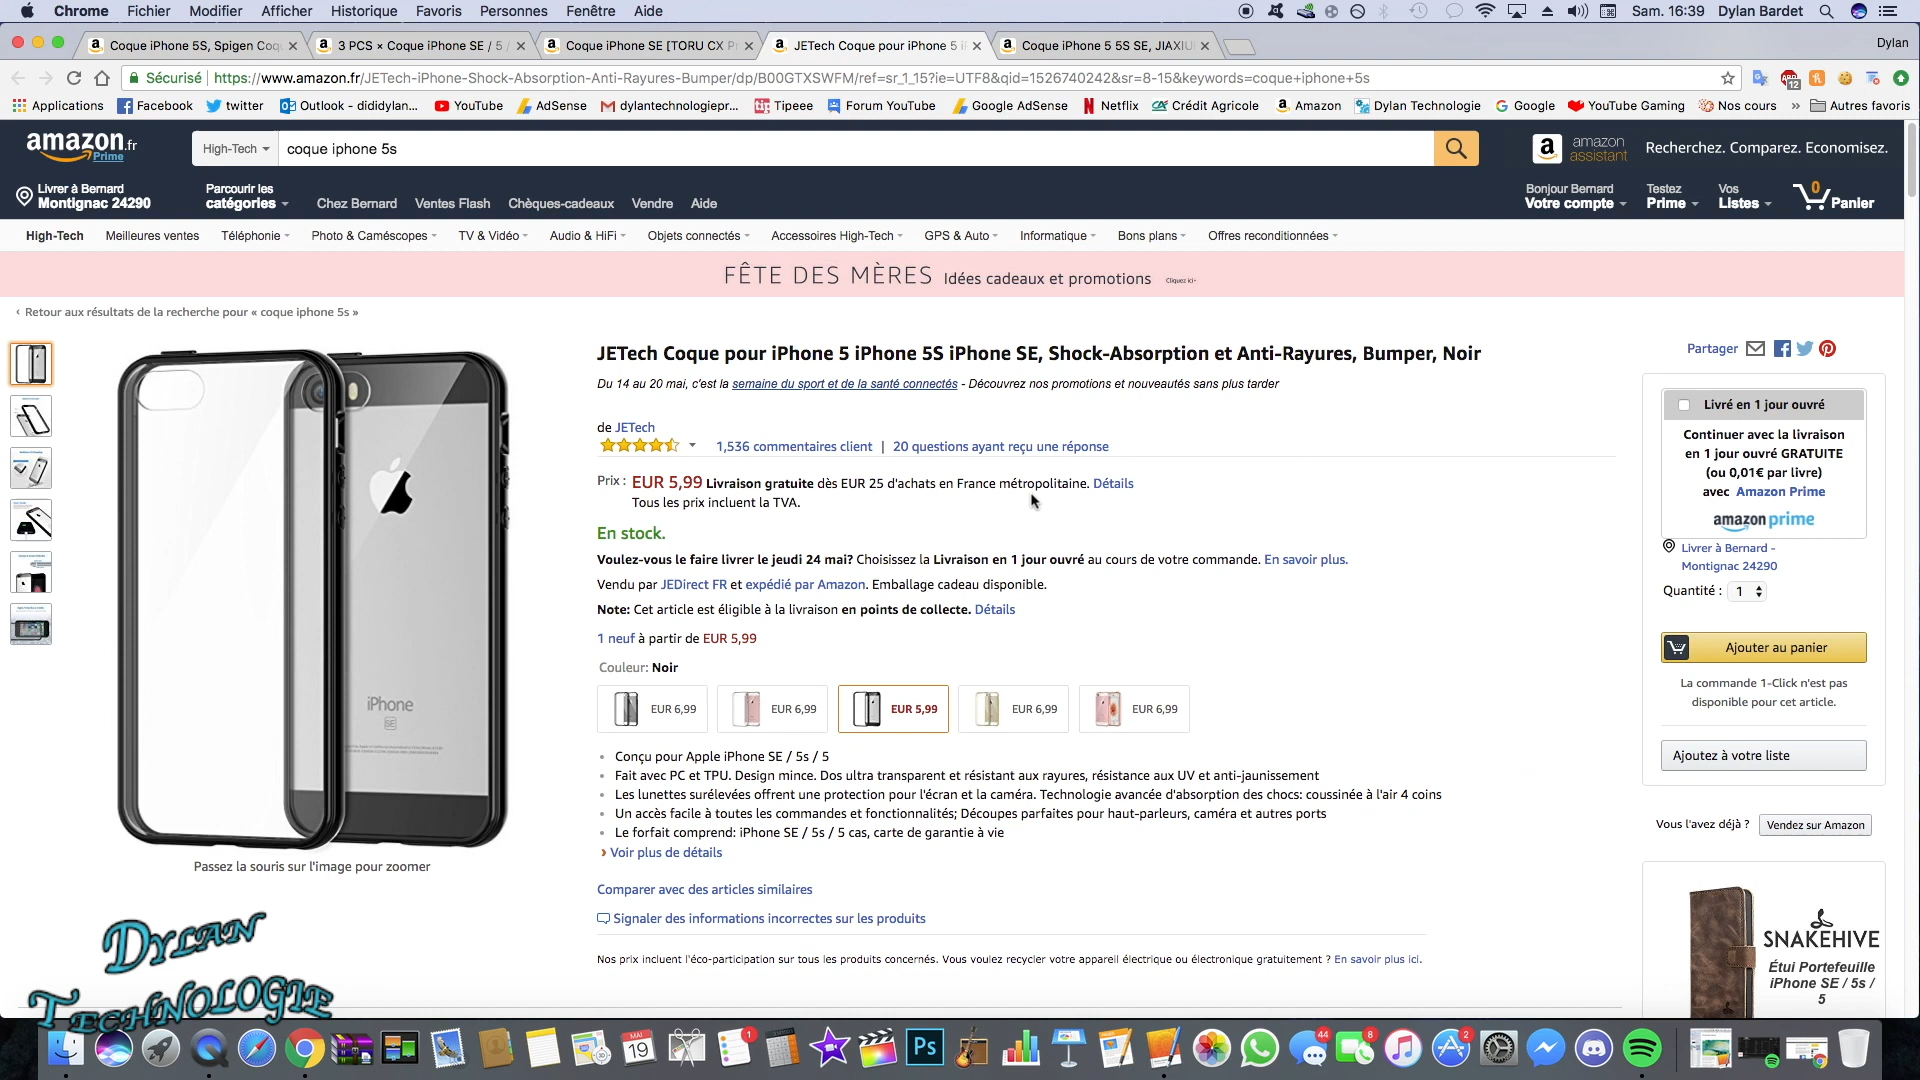 Chrome Fichier Modifier Afficher Historique Favoris Personnes Fenêtre Aide Sam. 16:39 Dylan Bardet
Coque iPhone 5S, Spigen Coq 3 PCS × Coque iPhone SE / 5 / Coque iPhone SE [TORU CX Pr JETech Coque pour iPhone 5 i Coque iPhone 5 5S SE, JIAXIU Dylan
Sécurisé https://www.amazon.fr/JETech-iPhone-Shock-Absorption-Anti-Rayures-Bumper/dp/B00GTXSWFM/ref=sr_1_15?ie=UTF8&qid=1526740242&sr=8-15&keywords=coque+iphone+5s
Applications Facebook twitter Outlook - dididylan... YouTube AdSense dylantechnologiepr... Tipeee Forum YouTube Google AdSense Netflix Crédit Agricole Amazon Dylan Technologie Google YouTube Gaming Nos cours » Autres favoris
amazon.fr Prime
High-Tech coque iphone 5s
amazon assistant Recherchez. Comparez. Economisez.
Livrer à Bernard
Montignac 24290
Parcourir les
catégories
Chez Bernard Ventes Flash Chèques-cadeaux Vendre Aide
Bonjour Bernard
Votre compte
Testez
Prime
Vos
Listes
0
Panier
High-Tech Meilleures ventes Téléphonie Photo & Caméscopes TV & Vidéo Audio & HiFi Objets connectés Accessoires High-Tech GPS & Auto Informatique Bons plans Offres reconditionnées
FÊTE DES MÈRES Idées cadeaux et promotions Cliquez ici›
‹ Retour aux résultats de la recherche pour « coque iphone 5s »
iPhone
SE
Passez la souris sur l'image pour zoomer
JETech Coque pour iPhone 5 iPhone 5S iPhone SE, Shock-Absorption et Anti-Rayures, Bumper, Noir
Du 14 au 20 mai, c'est la semaine du sport et de la santé connectés - Découvrez nos promotions et nouveautés sans plus tarder
de JETech
1,536 commentaires client | 20 questions ayant reçu une réponse
Prix : EUR 5,99 Livraison gratuite dès EUR 25 d'achats en France métropolitaine. Détails
Tous les prix incluent la TVA.
En stock.
Voulez-vous le faire livrer le jeudi 24 mai? Choisissez la Livraison en 1 jour ouvré au cours de votre commande. En savoir plus.
Vendu par JEDirect FR et expédié par Amazon. Emballage cadeau disponible.
Note: Cet article est éligible à la livraison en points de collecte. Détails
1 neuf à partir de EUR 5,99
Couleur: Noir
EUR 6,99 EUR 6,99 EUR 5,99 EUR 6,99 EUR 6,99
• Conçu pour Apple iPhone SE / 5s / 5
• Fait avec PC et TPU. Design mince. Dos ultra transparent et résistant aux rayures, résistance aux UV et anti-jaunissement
• Les lunettes surélevées offrent une protection pour l'écran et la caméra. Technologie avancée d'absorption des chocs: coussinée à l'air 4 coins
• Un accès facile à toutes les commandes et fonctionnalités; Découpes parfaites pour haut-parleurs, caméra et autres ports
• Le forfait comprend: iPhone SE / 5s / 5 cas, carte de garantie à vie
› Voir plus de détails
Comparer avec des articles similaires
Signaler des informations incorrectes sur les produits
Nos prix incluent l'éco-participation sur tous les produits concernés. Vous voulez recycler votre appareil électrique ou électronique gratuitement ? En savoir plus ici.
Partager
Livré en 1 jour ouvré
Continuer avec la livraison
en 1 jour ouvré GRATUITE
(ou 0,01€ par livre)
avec Amazon Prime
amazon prime
Livrer à Bernard -
Montignac 24290
Quantité : 1
Ajouter au panier
La commande 1-Click n'est pas
disponible pour cet article.
Ajoutez à votre liste
Vous l'avez déjà ? Vendez sur Amazon
SNAKEHIVE
Étui Portefeuille
iPhone SE / 5s /
5
DYLAN
TECHNOLOGIE
MAI
19
1
Ps
44
8
2